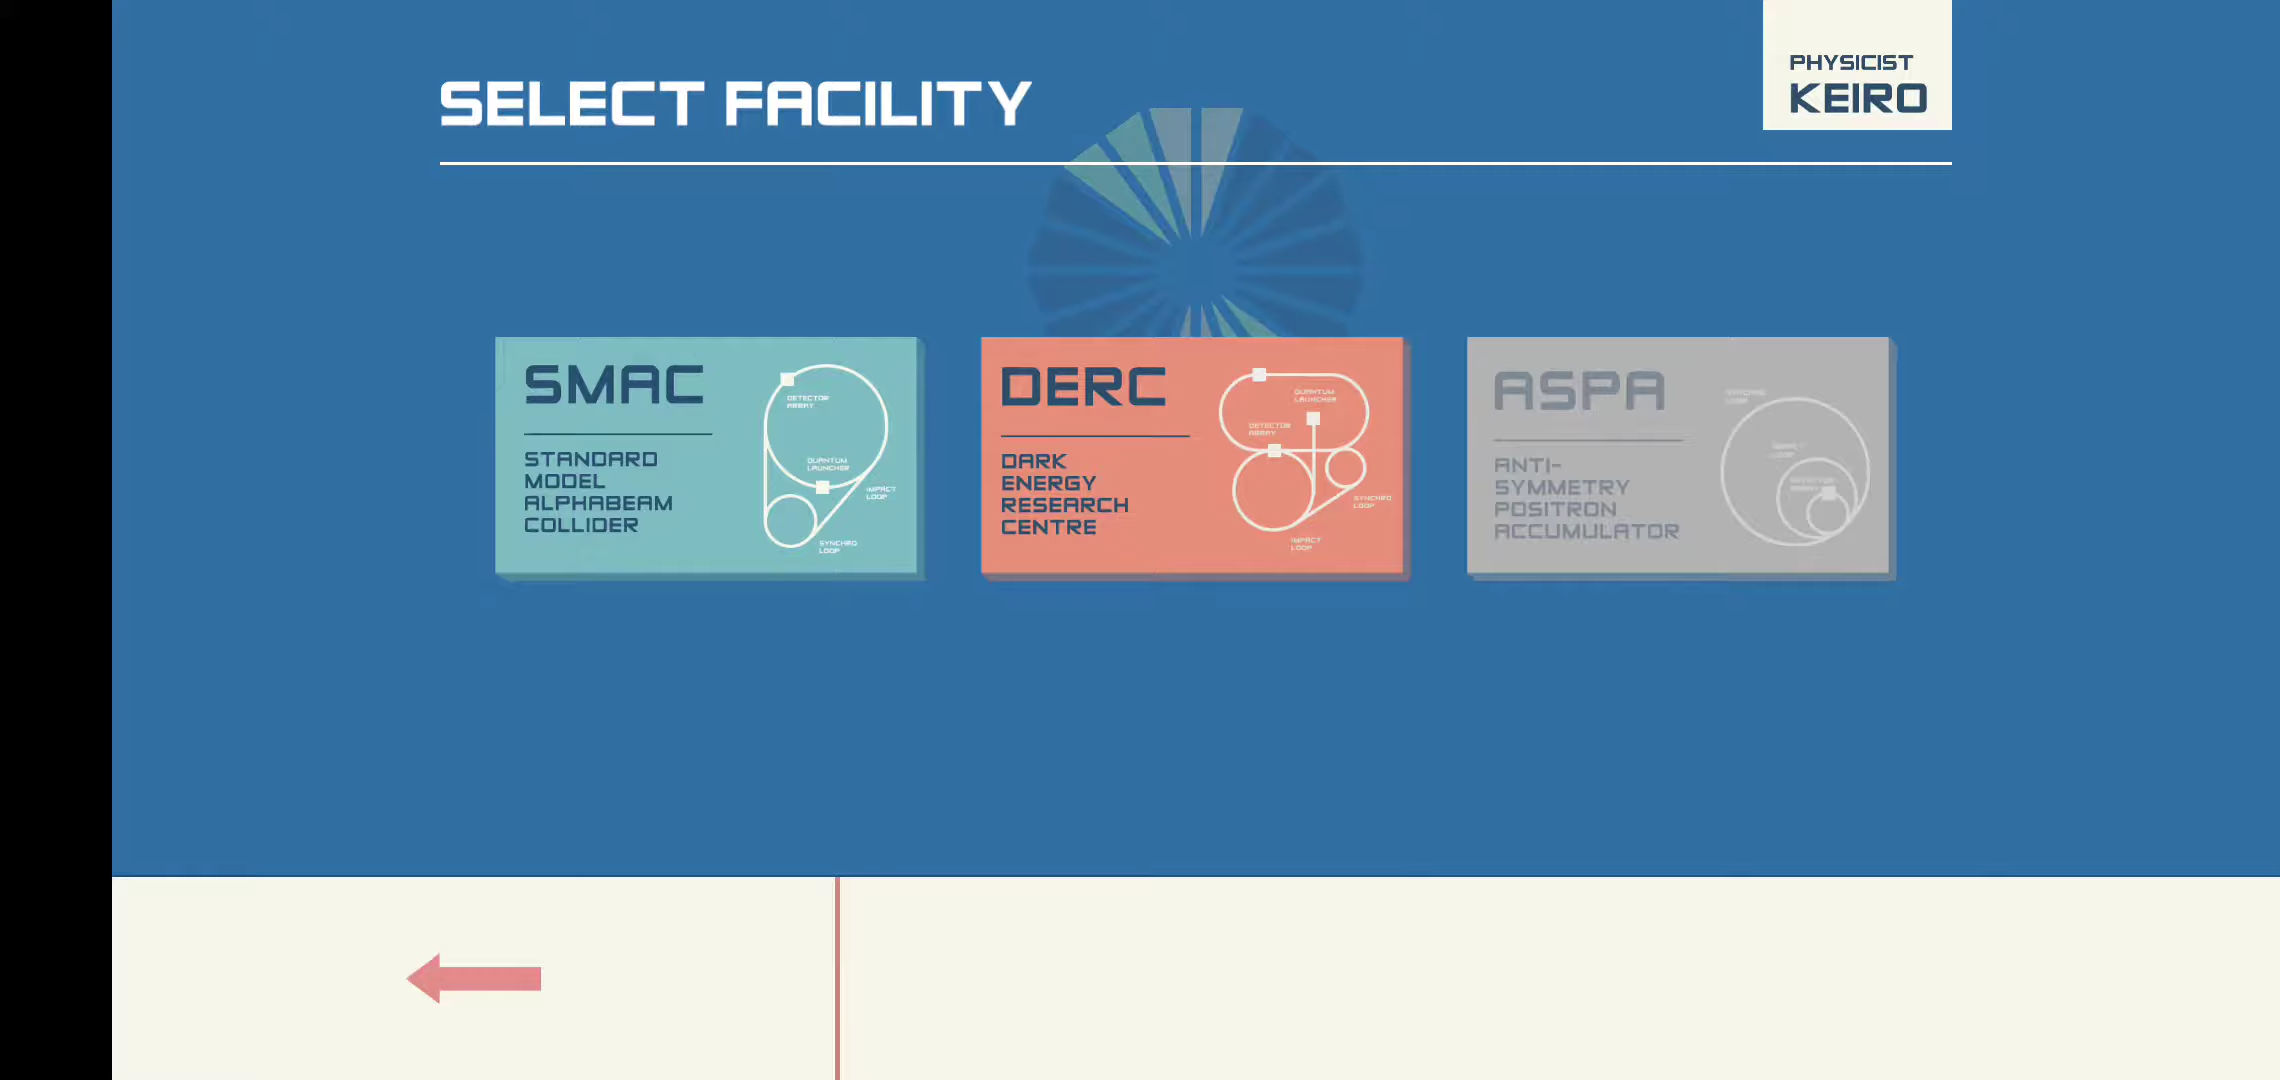 SELECT FACILITY
PHYSICIST
KEIRO
SMAC
STANDARD
MODEL
ALPHABEAM
COLLIDER
DETECTOR
ARRAY
QUANTUM
LAUNCHER
IMPACT
LOOP
SYNCHRO
LOOP
DERC
DARK
ENERGY
RESEARCH
CENTRE
QUANTUM
LAUNCHER
DETECTOR
ARRAY
SYNCHRO
LOOP
IMPACT
LOOP
ASPA
ANTI-
SYMMETRY
POSITRON
ACCUMULATOR